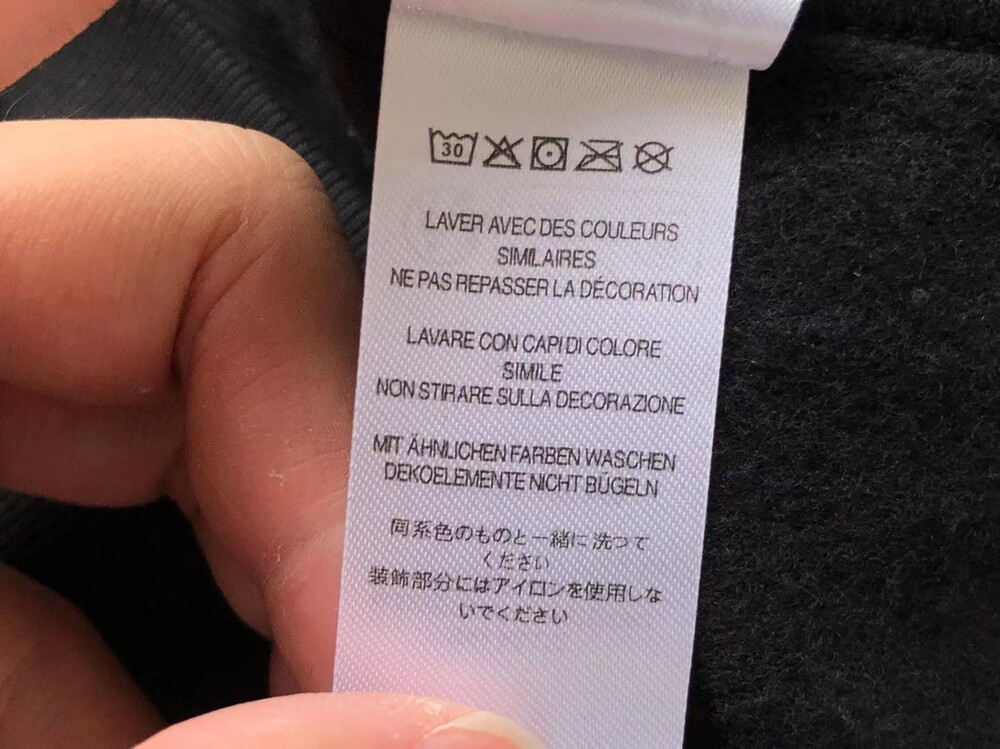 30
LAVER AVEC DES COULEURS
SIMILAIRES
NE PAS REPASSER LA DÉCORATION
LAVARE CON CAPI DI COLORE
SIMILE
NON STIRARE SULLA DECORAZIONE
MIT ÄHNLICHEN FARBEN WASCHEN
DEKOELEMENTE NICHT BÜGELN
同系色のものと一緒に洗って
ください
装飾部分にはアイロンを使用しな
いでください